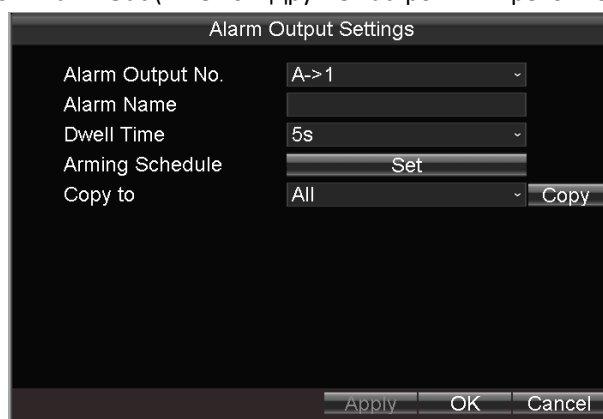 Alarm Output Settings
Alarm Output No. A->1
Alarm Name
Dwell Time 5s
Arming Schedule Set
Copy to All Copy
Apply OK Cancel